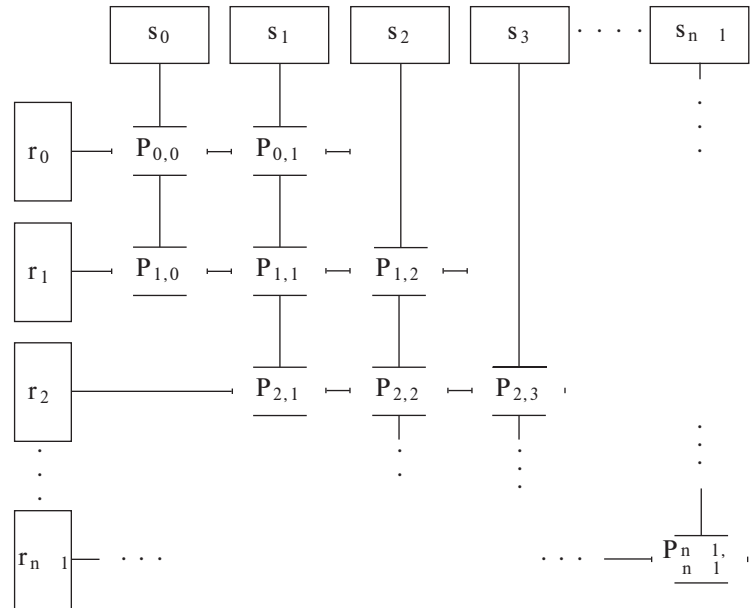 s0 s1 s2 s3 · · · · sn 1
r0 P0,0 P0,1
r1 P1,0 P1,1 P1,2
r2 P2,1 P2,2 P2,3
rn 1 · · · · · · Pn 1, n 1